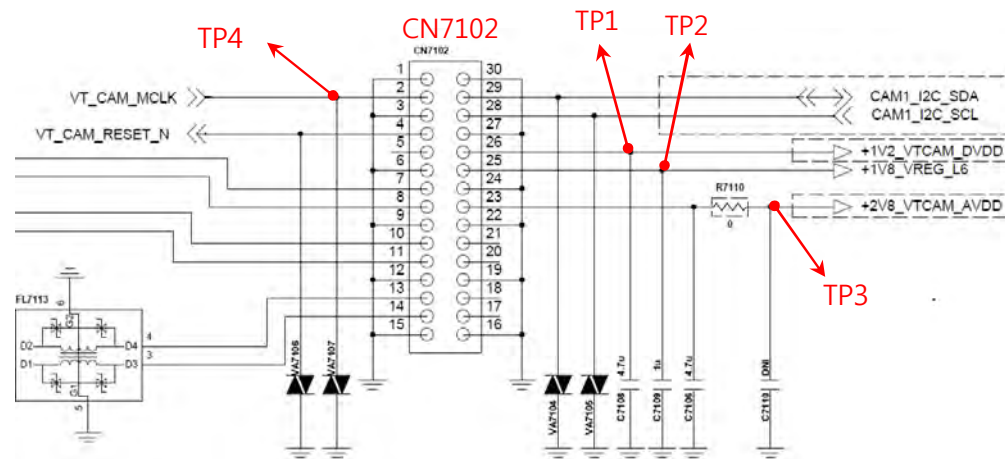 TP4
CN7102
TP1
TP2
CN7102
VT_CAM_MCLK
VT_CAM_RESET_N
1
2
3
4
5
6
7
8
9
10
11
12
13
14
15
30
29
28
27
26
25
24
23
22
21
20
19
18
17
16
CAM1_I2C_SDA
CAM1_I2C_SCL
+1V2_VTCAM_DVDD
+1V8_VREG_L6
R7110
0
+2V8_VTCAM_AVDD
TP3
FL7113
6
G2
D2
D4
4
D1
D3
3
G1
5
VA7106
VA7107
VA7104
VA7105
4.7u
C7108
1u
C7109
4.7u
C7106
DNI
C7110